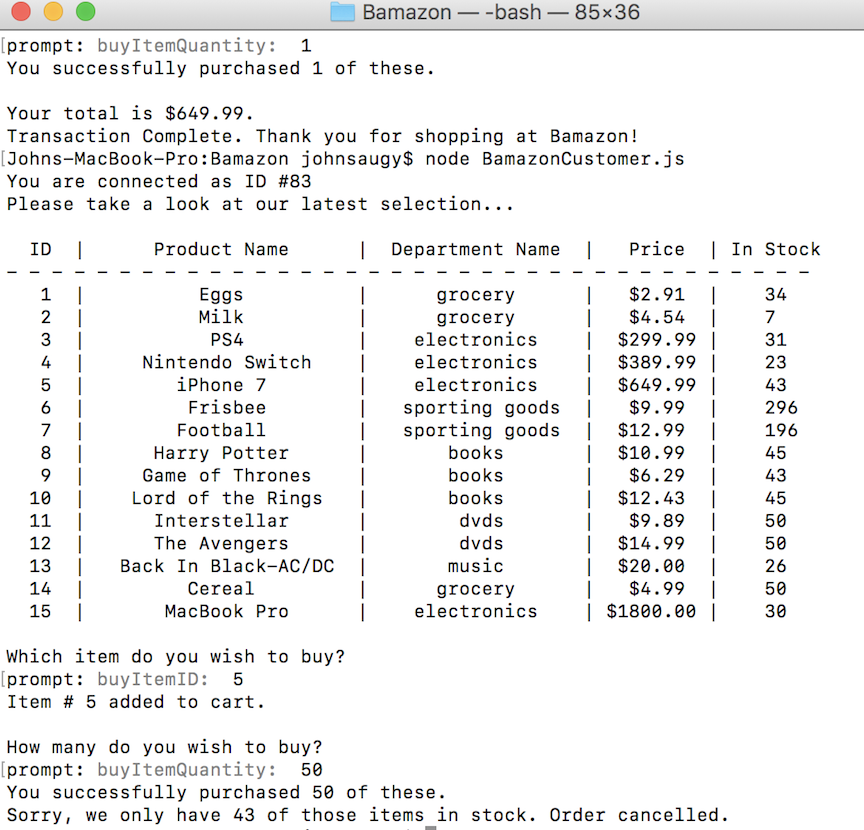 Bamazon — -bash — 85×36
[prompt: buyItemQuantity:  1
You successfully purchased 1 of these.
Your total is $649.99.
Transaction Complete. Thank you for shopping at Bamazon!
[Johns-MacBook-Pro:Bamazon johnsaugy$ node BamazonCustomer.js
You are connected as ID #83
Please take a look at our latest selection...
ID | Product Name | Department Name | Price | In Stock
- - - - - - - - - - - - - - - - - - - - - - - - - - - - - - - - - - - -
1 | Eggs | grocery | $2.91 | 34
2 | Milk | grocery | $4.54 | 7
3 | PS4 | electronics | $299.99 | 31
4 | Nintendo Switch | electronics | $389.99 | 23
5 | iPhone 7 | electronics | $649.99 | 43
6 | Frisbee | sporting goods | $9.99 | 296
7 | Football | sporting goods | $12.99 | 196
8 | Harry Potter | books | $10.99 | 45
9 | Game of Thrones | books | $6.29 | 43
10 | Lord of the Rings | books | $12.43 | 45
11 | Interstellar | dvds | $9.89 | 50
12 | The Avengers | dvds | $14.99 | 50
13 | Back In Black-AC/DC | music | $20.00 | 26
14 | Cereal | grocery | $4.99 | 50
15 | MacBook Pro | electronics | $1800.00 | 30
Which item do you wish to buy?
[prompt: buyItemID:  5
Item # 5 added to cart.
How many do you wish to buy?
[prompt: buyItemQuantity:  50
You successfully purchased 50 of these.
Sorry, we only have 43 of those items in stock. Order cancelled.